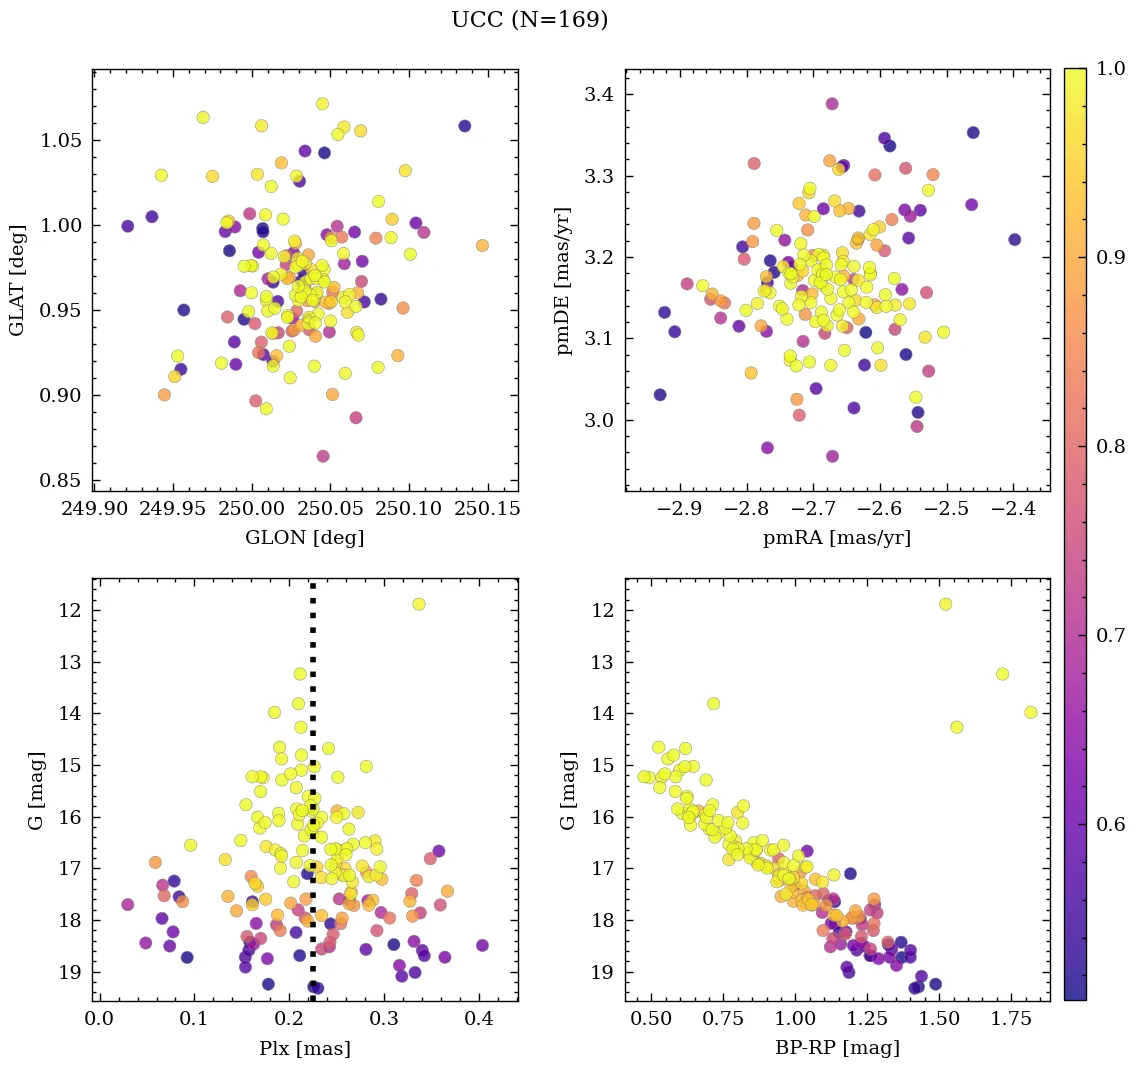 UCC (N=169)
1.05
1.00
0.95
0.90
0.85
GLAT [deg]
249.90 249.95 250.00 250.05 250.10 250.15
GLON [deg]
3.4
3.3
3.2
3.1
3.0
pmDE [mas/yr]
−2.9 −2.8 −2.7 −2.6 −2.5 −2.4
pmRA [mas/yr]
1.0
0.9
0.8
0.7
0.6
12
13
14
15
16
17
18
19
G [mag]
0.0 0.1 0.2 0.3 0.4
Plx [mas]
12
13
14
15
16
17
18
19
G [mag]
0.50 0.75 1.00 1.25 1.50 1.75
BP-RP [mag]